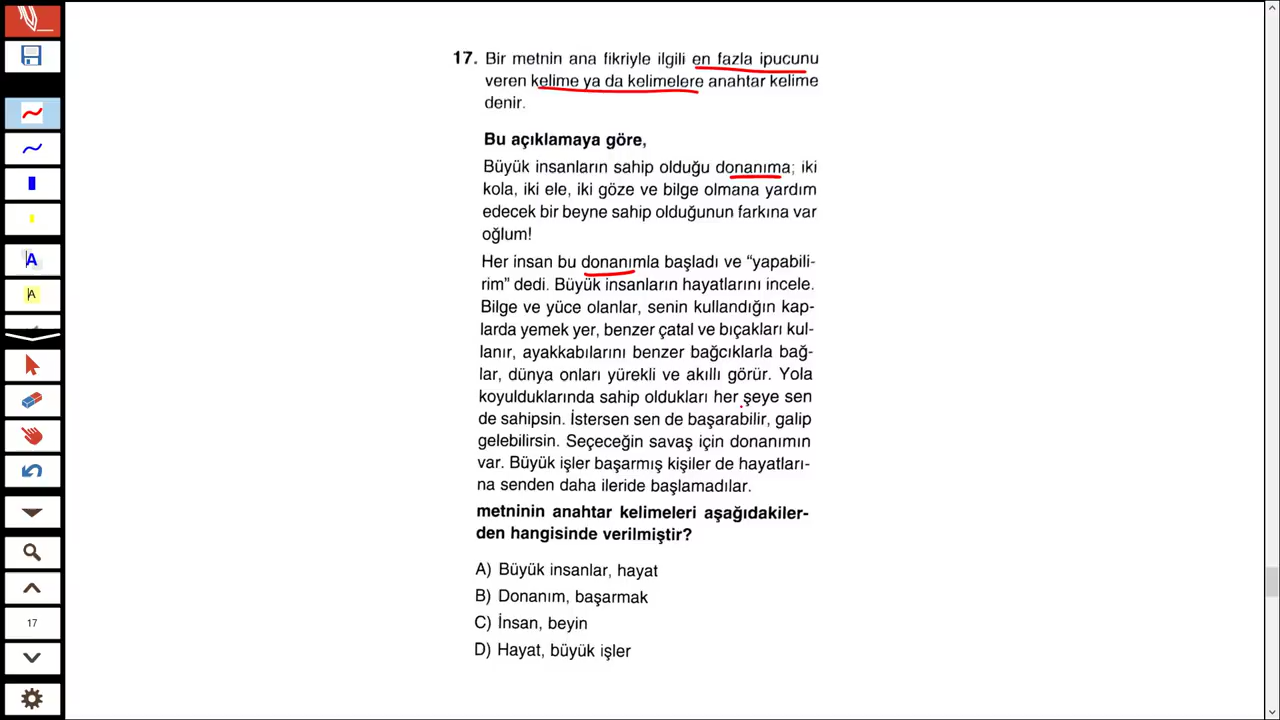 17. Bir metnin ana fikriyle ilgili en fazla ipucunu
veren kelime ya da kelimelere anahtar kelime
denir.
Bu açıklamaya göre,
Büyük insanların sahip olduğu donanıma; iki
kola, iki ele, iki göze ve bilge olmana yardım
edecek bir beyne sahip olduğunun farkına var
oğlum!
Her insan bu donanımla başladı ve “yapabili-
rim” dedi. Büyük insanların hayatlarını incele.
Bilge ve yüce olanlar, senin kullandığın kap-
larda yemek yer, benzer çatal ve bıçakları kul-
lanır, ayakkabılarını benzer bağcıklarla bağ-
lar, dünya onları yürekli ve akıllı görür. Yola
koyulduklarında sahip oldukları her şeye sen
de sahipsin. İstersen sen de başarabilir, galip
gelebilirsin. Seçeceğin savaş için donanımın
var. Büyük işler başarmış kişiler de hayatları-
na senden daha ileride başlamadılar.
metninin anahtar kelimeleri aşağıdakiler-
den hangisinde verilmiştir?
A) Büyük insanlar, hayat
B) Donanım, başarmak
C) İnsan, beyin
D) Hayat, büyük işler
A
A
17